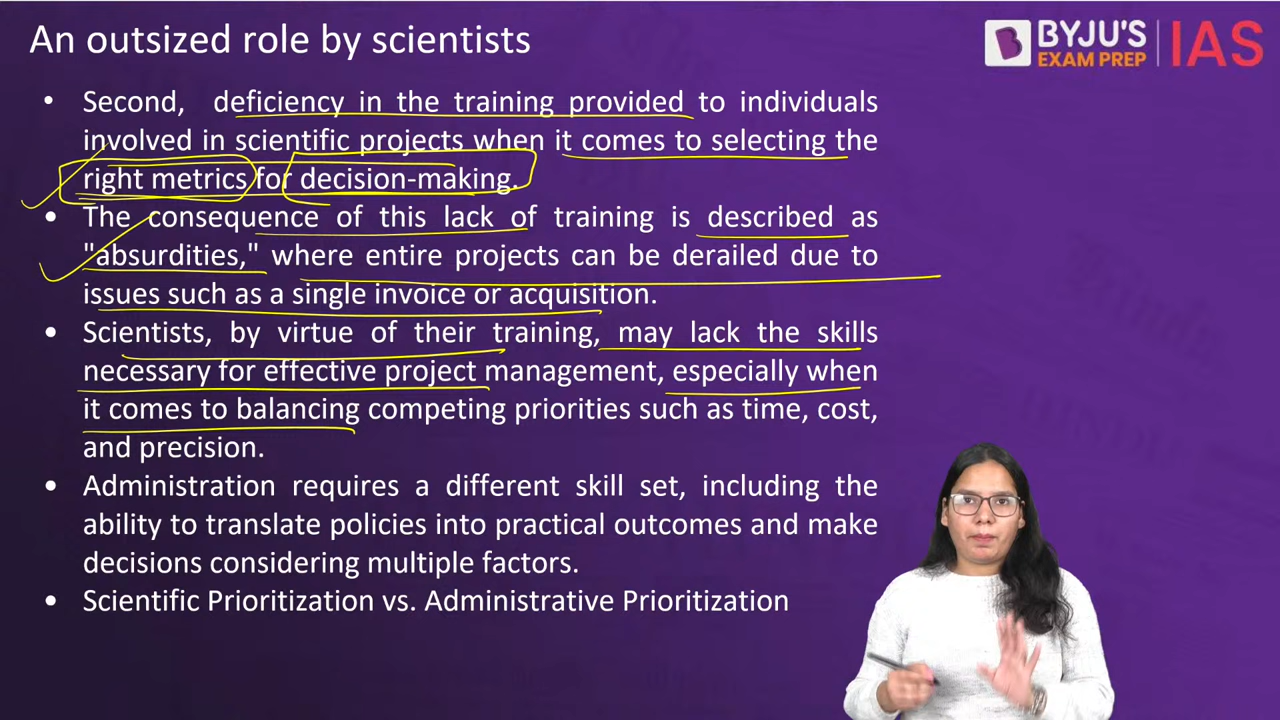 An outsized role by scientists
BYJU'S
EXAM PREP
IAS
• Second, deficiency in the training provided to individuals
involved in scientific projects when it comes to selecting the
right metrics for decision-making.
• The consequence of this lack of training is described as
"absurdities," where entire projects can be derailed due to
issues such as a single invoice or acquisition.
• Scientists, by virtue of their training, may lack the skills
necessary for effective project management, especially when
it comes to balancing competing priorities such as time, cost,
and precision.
• Administration requires a different skill set, including the
ability to translate policies into practical outcomes and make
decisions considering multiple factors.
• Scientific Prioritization vs. Administrative Prioritization